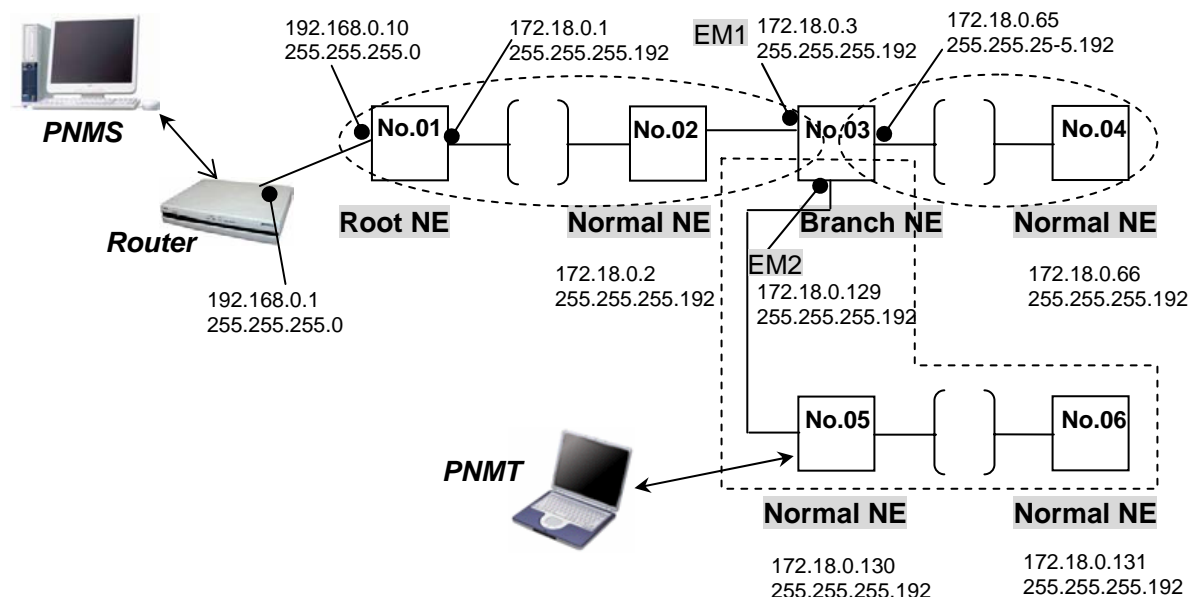 192.168.0.10
255.255.255.0
172.18.0.1
255.255.255.192
EM1
172.18.0.3
255.255.255.192
172.18.0.65
255.255.25-5.192
PNMS
No.01
No.02
No.03
No.04
Router
Root NE
Normal NE
Branch NE
Normal NE
192.168.0.1
255.255.255.0
172.18.0.2
255.255.255.192
EM2
172.18.0.129
255.255.255.192
172.18.0.66
255.255.255.192
PNMT
No.05
No.06
Normal NE
Normal NE
172.18.0.130
255.255.255.192
172.18.0.131
255.255.255.192